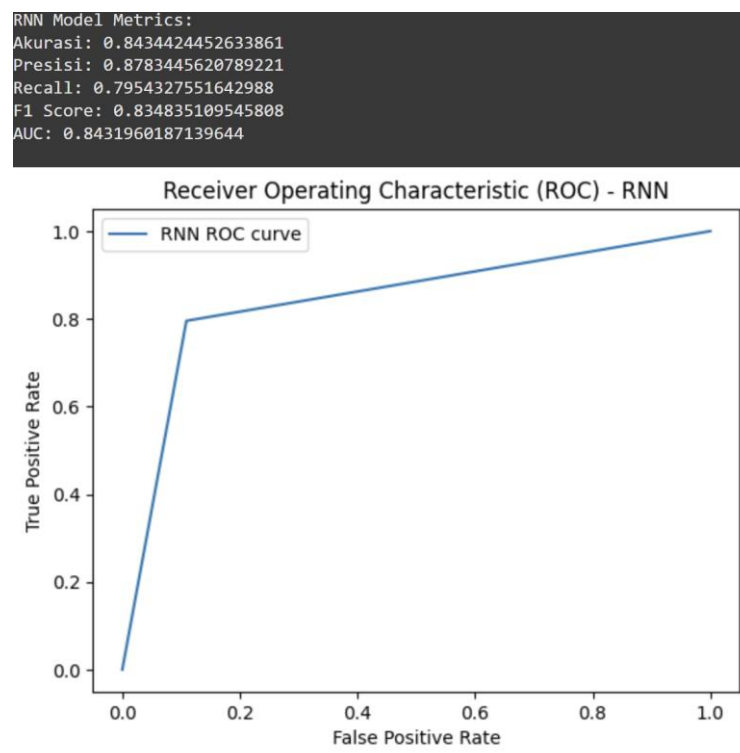 RNN Model Metrics:
Akurasi: 0.8434424452633861
Presisi: 0.8783445620789221
Recall: 0.7954327551642988
F1 Score: 0.834835109545808
AUC: 0.8431960187139644
Receiver Operating Characteristic (ROC) - RNN
RNN ROC curve
True Positive Rate
1.0
0.8
0.6
0.4
0.2
0.0
0.0 0.2 0.4 0.6 0.8 1.0
False Positive Rate